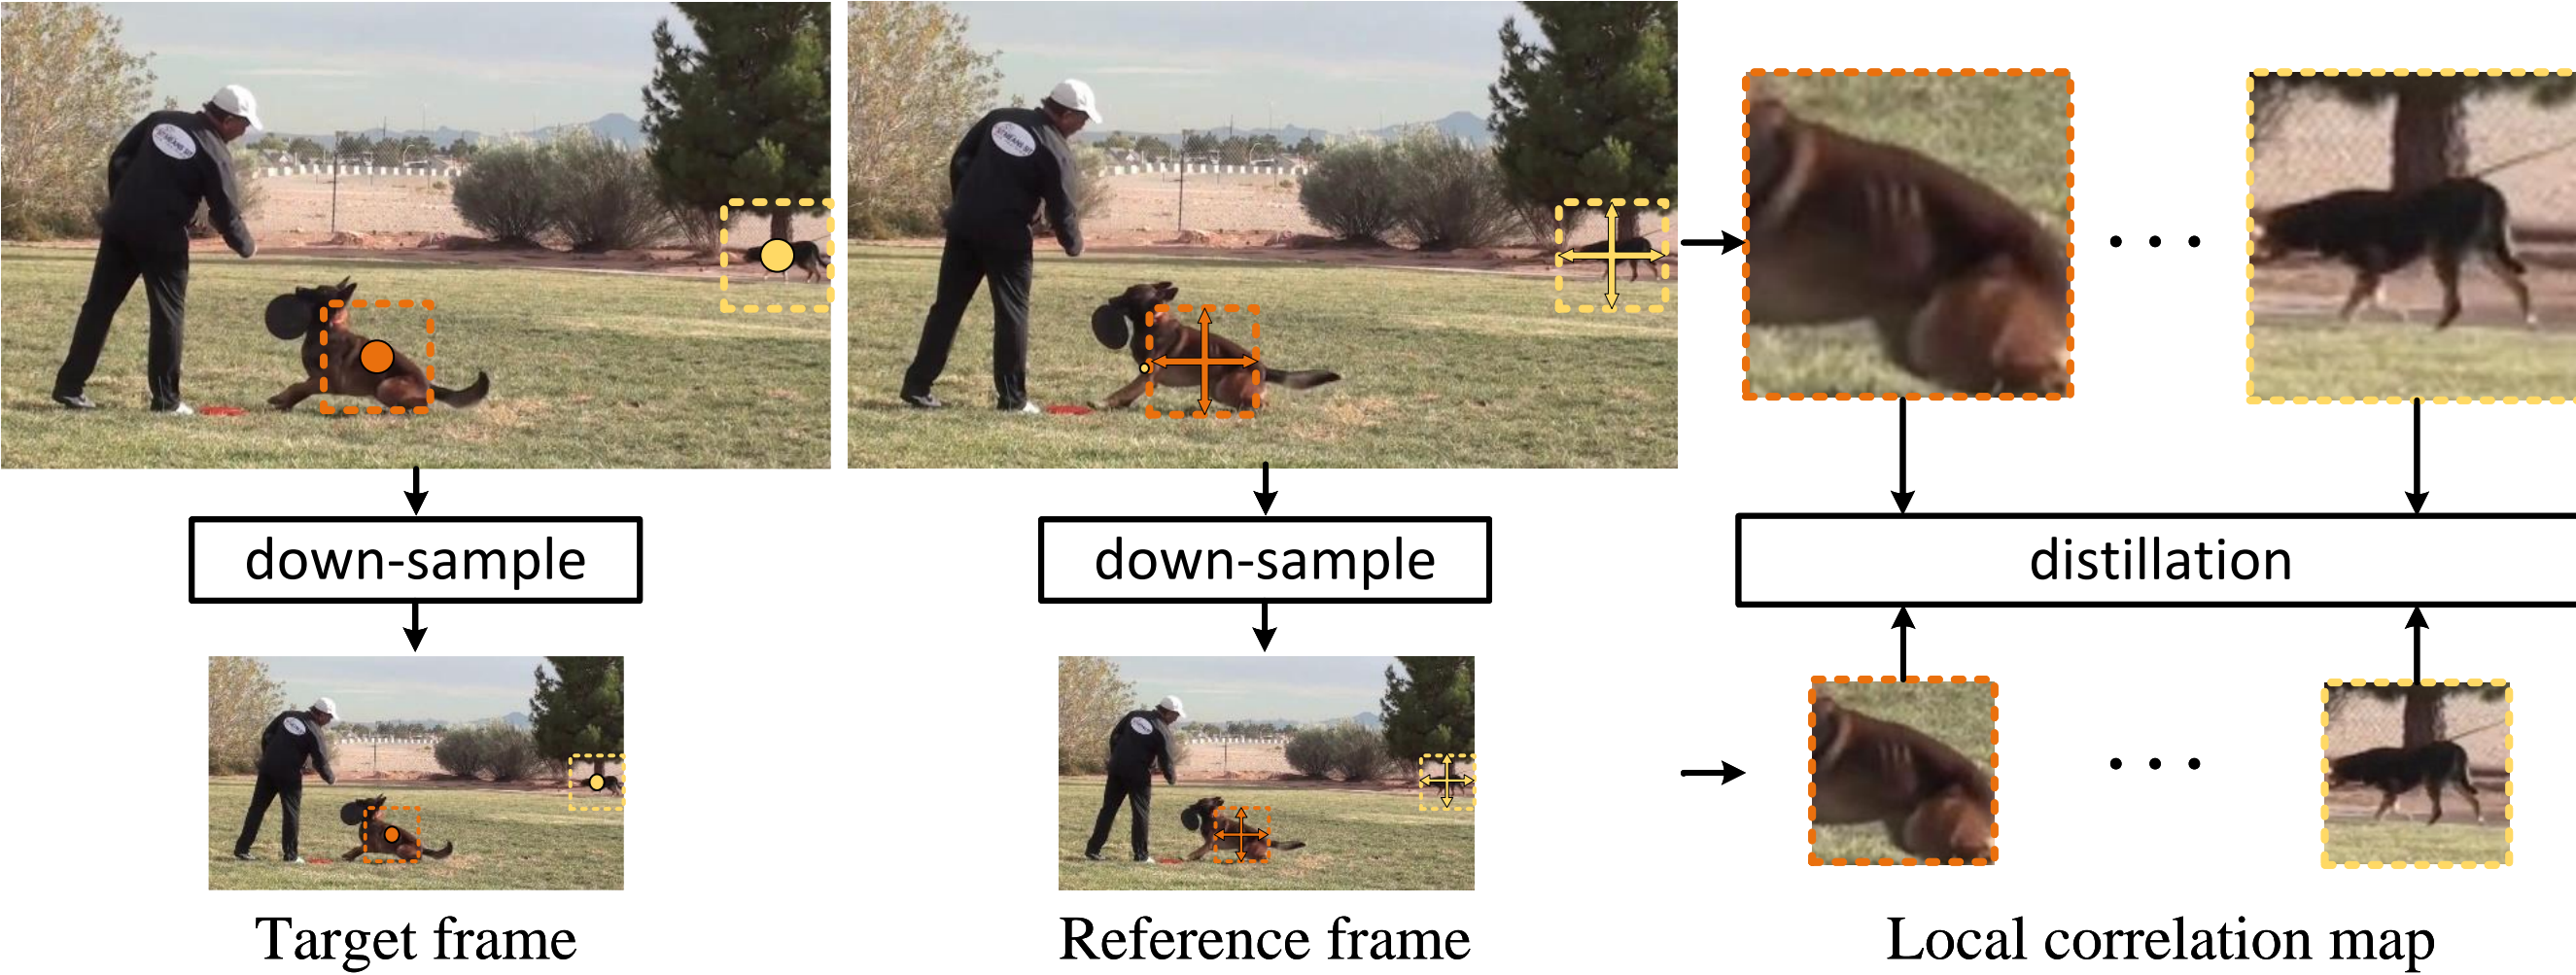 down-sample
down-sample
distillation
Target frame
Reference frame
Local correlation map